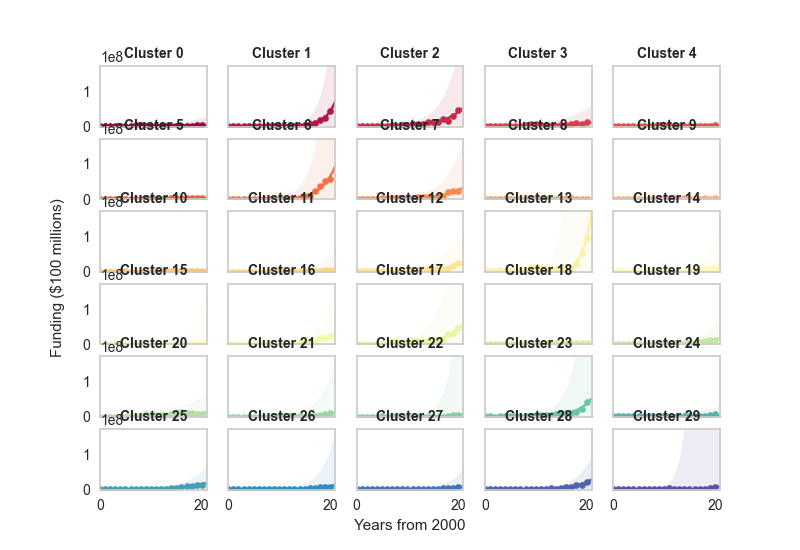 1e8 Cluster 0 Cluster 1 Cluster 2 Cluster 3 Cluster 4
1
0
1e8 Cluster 5 Cluster 6 Cluster 7 Cluster 8 Cluster 9
1
0
1e8 Cluster 10 Cluster 11 Cluster 12 Cluster 13 Cluster 14
1
0
1e8 Cluster 15 Cluster 16 Cluster 17 Cluster 18 Cluster 19
1
0
1e8 Cluster 20 Cluster 21 Cluster 22 Cluster 23 Cluster 24
1
0
1e8 Cluster 25 Cluster 26 Cluster 27 Cluster 28 Cluster 29
1
0
0 20 0 20 0 20 0 20 0 20
Years from 2000
Funding ($100 millions)